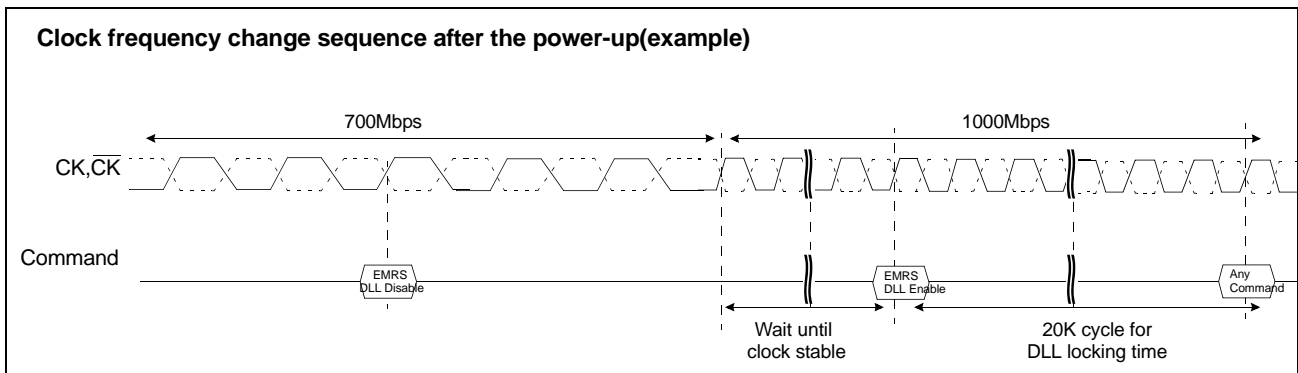 Clock frequency change sequence after the power-up(example)
700Mbps
1000Mbps
CK,CK
Command
EMRS
DLL Disable
EMRS
DLL Enable
Any
Command
Wait until
clock stable
20K cycle for
DLL locking time